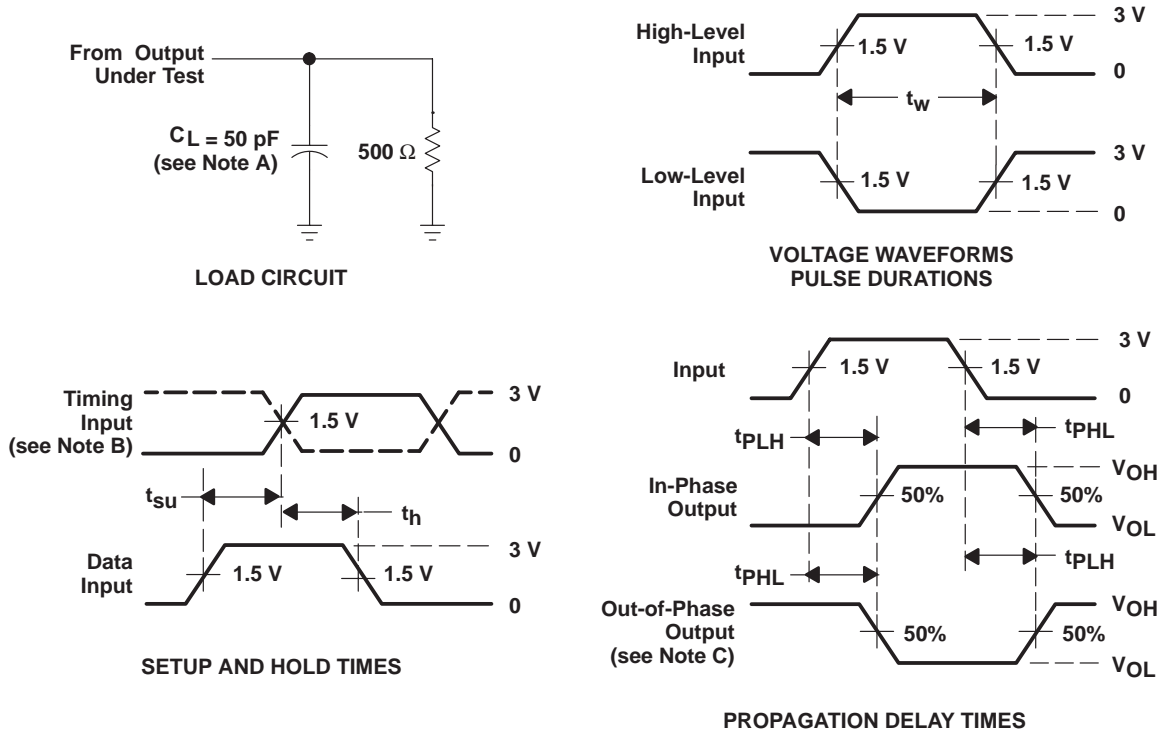 From Output
Under Test
CL = 50 pF
(see Note A)
500 Ω
LOAD CIRCUIT
High-Level
Input
1.5 V
1.5 V
3 V
0
tw
Low-Level
Input
1.5 V
1.5 V
3 V
0
VOLTAGE WAVEFORMS
PULSE DURATIONS
Timing
Input
(see Note B)
1.5 V
3 V
0
tsu
th
Data
Input
1.5 V
1.5 V
3 V
0
SETUP AND HOLD TIMES
Input
1.5 V
1.5 V
3 V
0
tPLH
tPHL
In-Phase
Output
50%
50%
VOH
VOL
tPHL
tPLH
Out-of-Phase
Output
(see Note C)
50%
50%
VOH
VOL
PROPAGATION DELAY TIMES